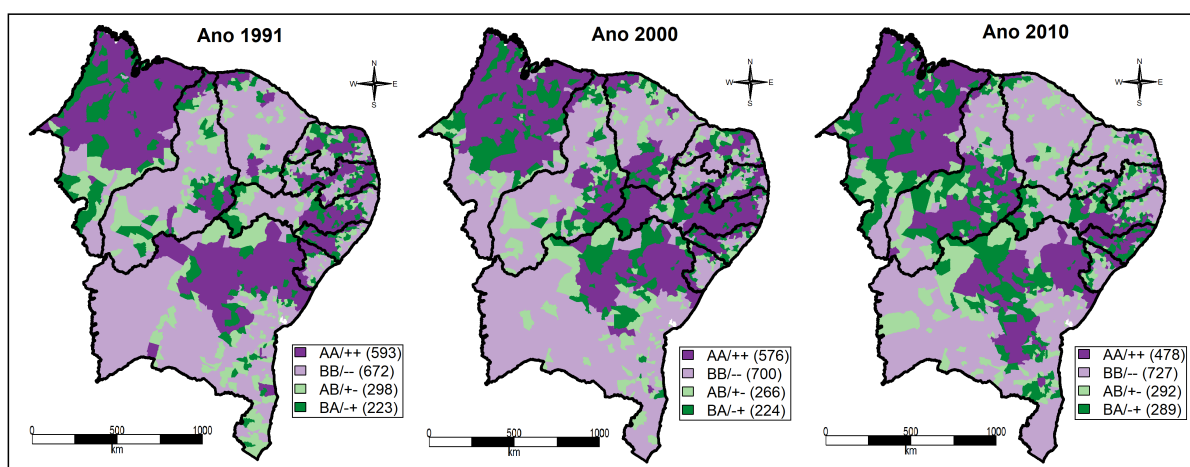 Ano 1991
N
W E
S
AA/++ (593)
BB/-- (672)
AB/+- (298)
BA/-+ (223)
0 500 1000
km
Ano 2000
N
W E
S
AA/++ (576)
BB/-- (700)
AB/+- (266)
BA/-+ (224)
0 500 1000
km
Ano 2010
N
W E
S
AA/++ (478)
BB/-- (727)
AB/+- (292)
BA/-+ (289)
0 500 1000
km